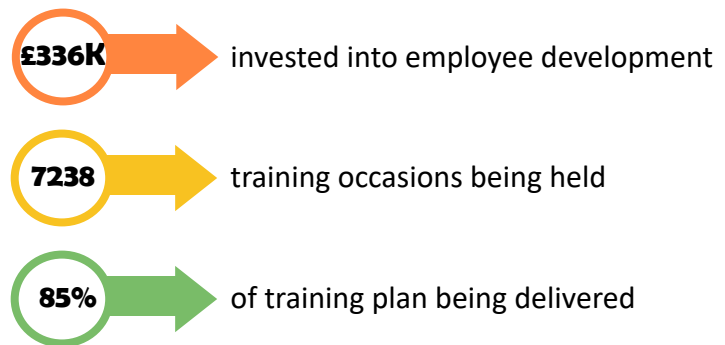 £336K invested into employee development
7238 training occasions being held
85% of training plan being delivered